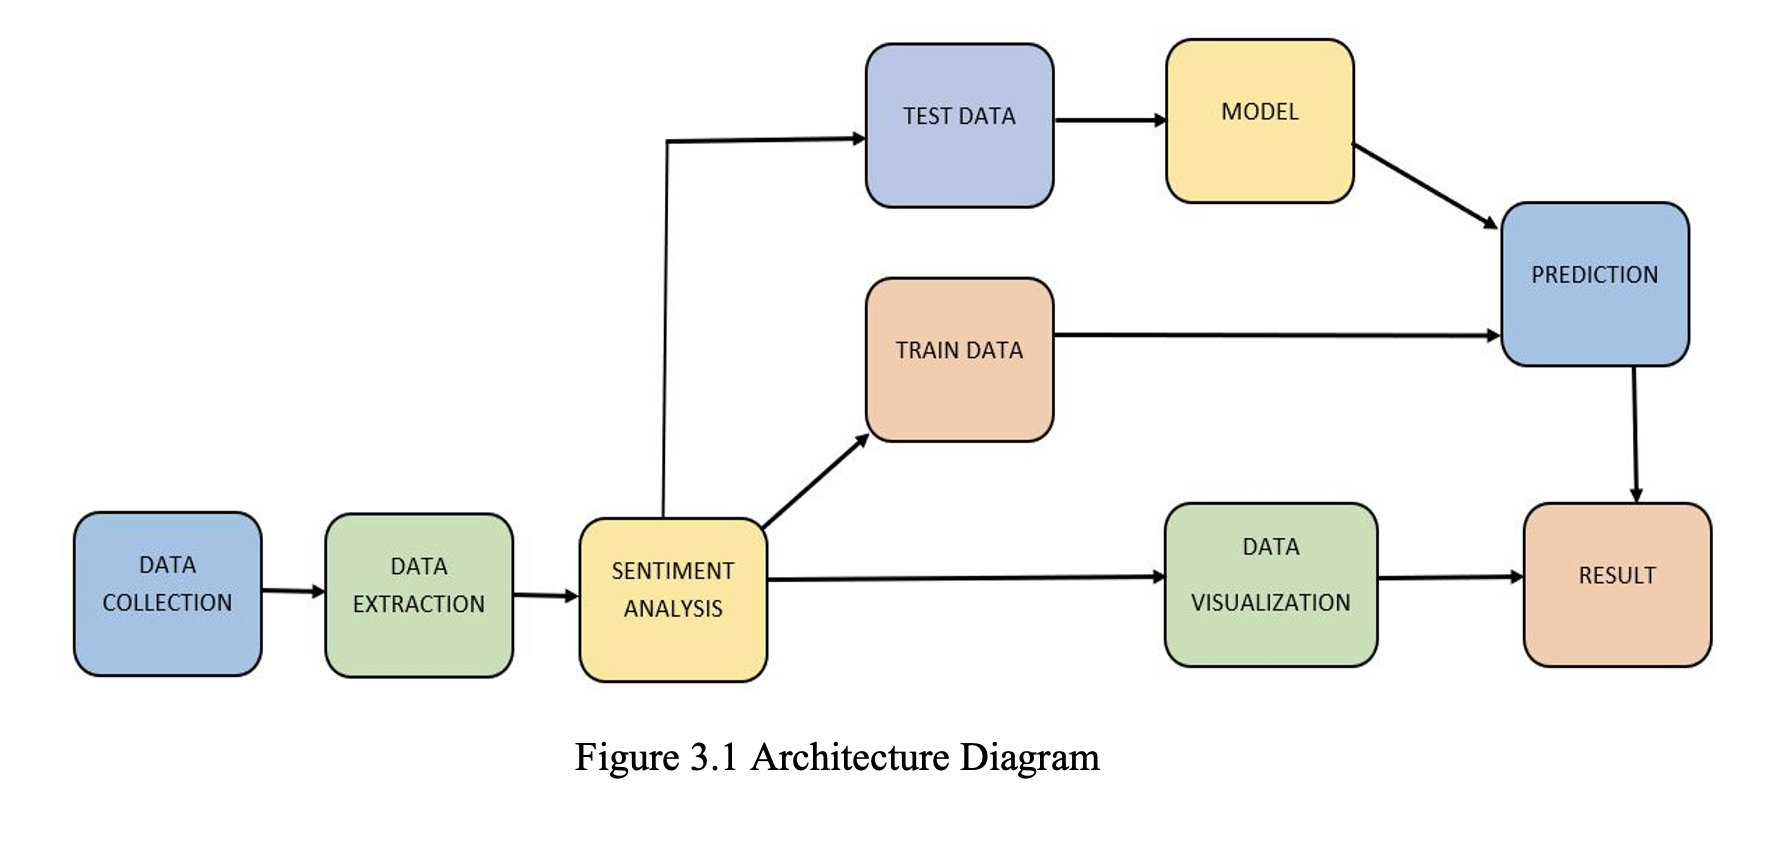 TEST DATA
MODEL
PREDICTION
TRAIN DATA
DATA
COLLECTION
DATA
EXTRACTION
SENTIMENT
ANALYSIS
DATA
VISUALIZATION
RESULT
Figure 3.1 Architecture Diagram